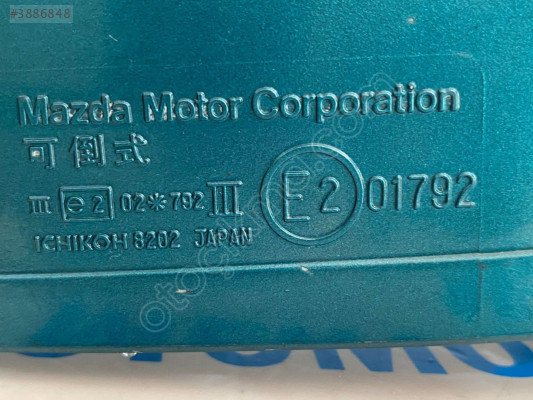 #3886848
Mazda Motor Corporation
可倒式
III e2 02*792 III E2 01792
ICHIKOH 8202 JAPAN